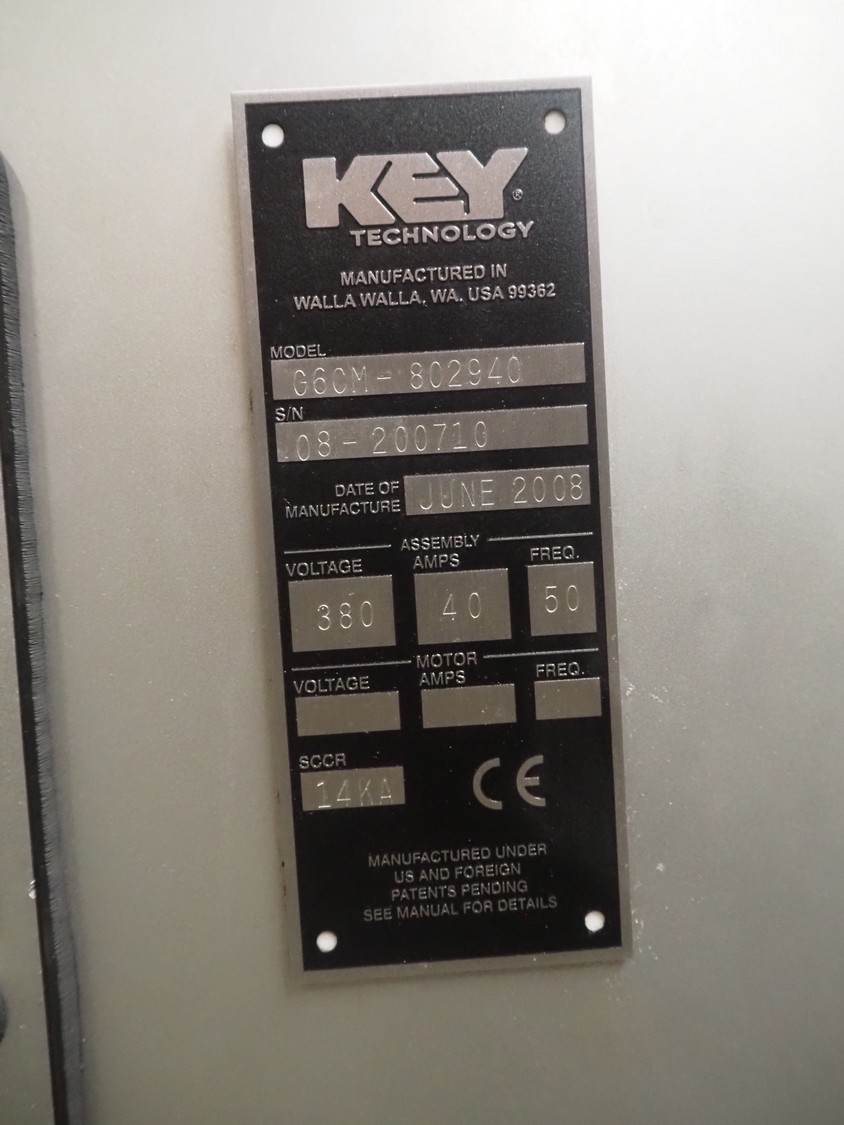 KEY®
TECHNOLOGY
MANUFACTURED IN
WALLA WALLA, WA. USA 99362
MODEL
G6CM-802940
S/N
08-200710
DATE OF
MANUFACTURE JUNE 2008
ASSEMBLY
VOLTAGE AMPS FREQ.
380 40 50
MOTOR
VOLTAGE AMPS FREQ.
SCCR
14KA
CE
MANUFACTURED UNDER
US AND FOREIGN
PATENTS PENDING
SEE MANUAL FOR DETAILS